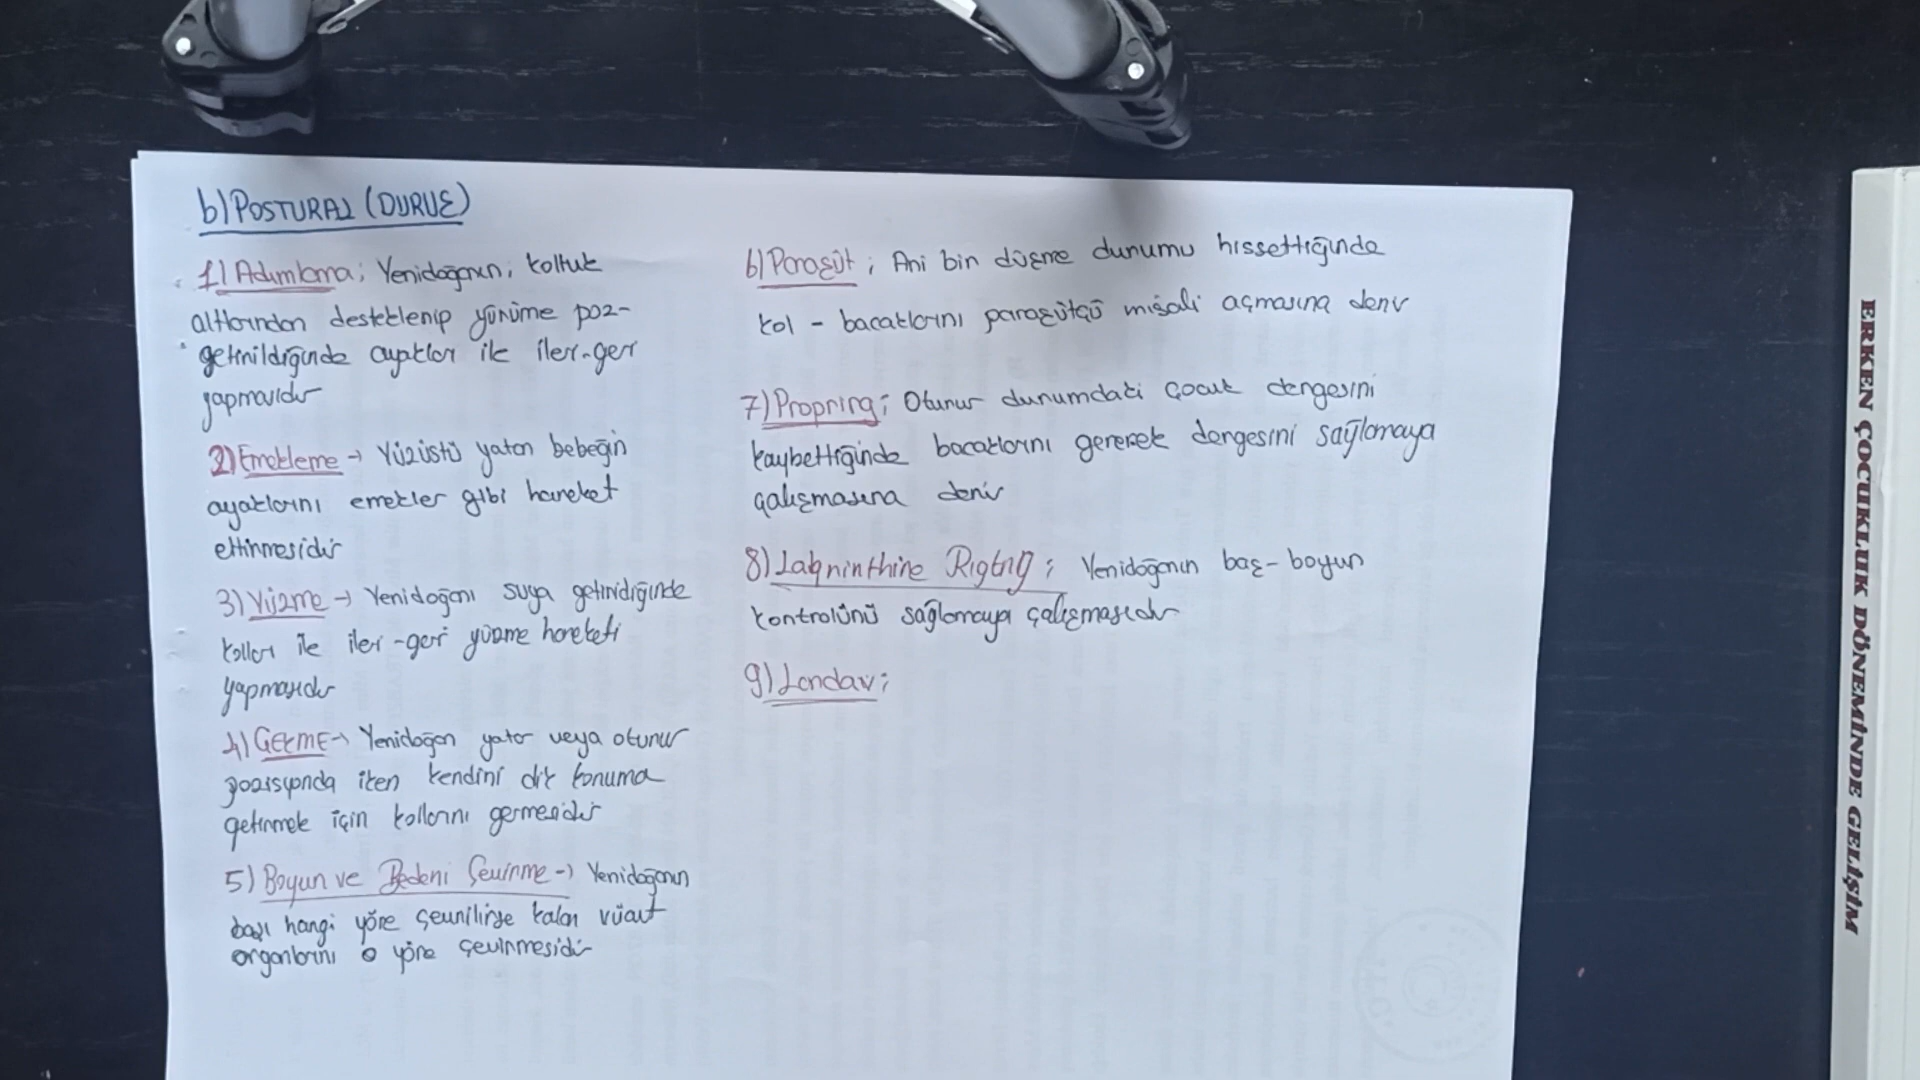 b) POSTURAL (DURUŞ)
1) Adımlama; Yenidoğanın; koltuk
altlarından desteklenip yürüme poz-
getirildiğinde ayakları ile ileri-geri
yapmasıdır
2) Emekleme → Yüzüstü yatan bebeğin
ayaklarını emekler gibi hareket
ettirmesidir
3) Yüzme → Yenidoğanı suya getirildiğinde
kolları ile ileri-geri yüzme hareketi
yapmasıdır
4) Çekme → Yenidoğan yatar veya oturur
pozisyonda iken kendini dik konuma
getirmek için kollarını germesidir
5) Boyun ve Bedeni Çevirme → Yenidoğanın
başı hangi yöne çevrilirse kalan vücut
organlarını o yöne çevirmesidir
6) Paraşüt; Ani bir düşme durumu hissettiğinde
kol - bacaklarını paraşütçü misali açmasına denir
7) Propring; Oturur durumdaki çocuk dengesini
kaybettiğinde bacaklarını gererek dengesini sağlamaya
çalışmasına denir
8) Labrinthine Rigtng; Yenidoğanın baş-boyun
kontrolünü sağlamaya çalışmasıdır
9) Landau;
ERKEN ÇOCUKLUK DÖNEMİNDE GELİŞİM